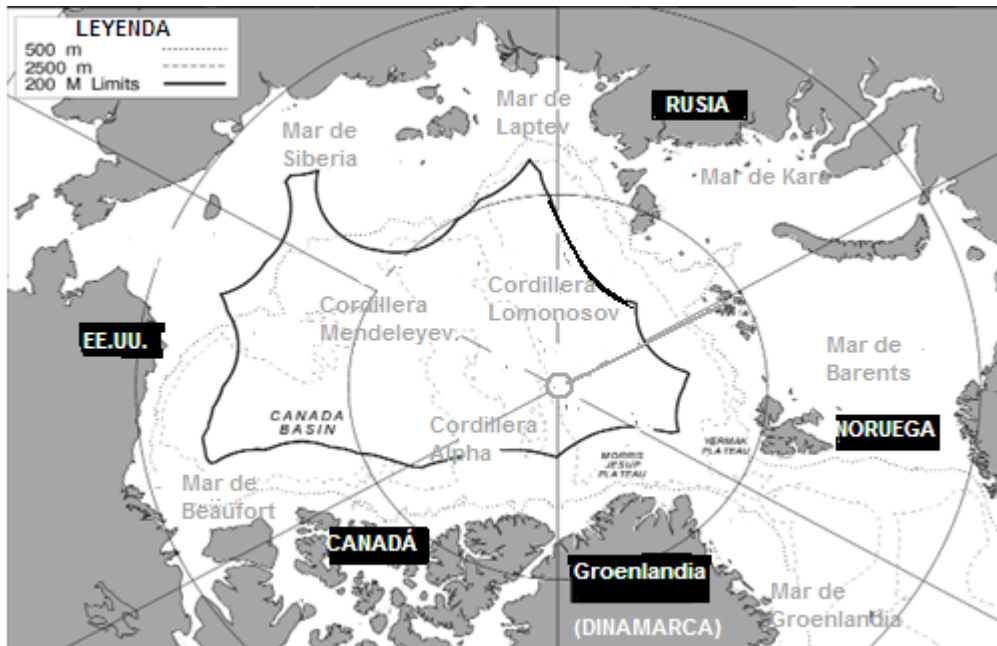 LEYENDA
500 m
2500 m
200 M Limits
Mar de
Laptev
RUSIA
Mar de
Siberia
Mar de Kara
Cordillera
Lomonosov
Cordillera
Mendeleyev.
EE.UU.
Mar de
Barents
CANADA
BASIN
Cordillera
Alpha
NORUEGA
YERMAK
PLATEAU
MORRIS
JESUP
PLATEAU
Mar de
Beaufort
CANADÁ
Groenlandia
Mar de
Groenlandia
(DINAMARCA)